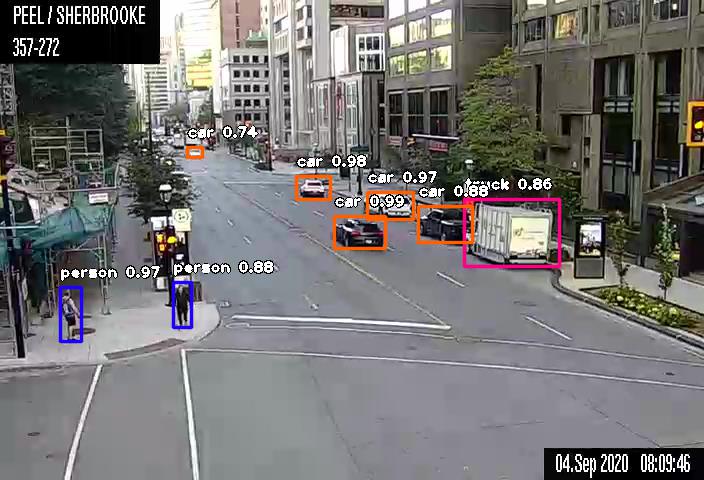 PEEL / SHERBROOKE
357-272
car 0.74
car 0.98
car 0.97
car 0.99
car 0.88
truck 0.86
person 0.97
person 0.88
04.Sep 2020 08:09:46